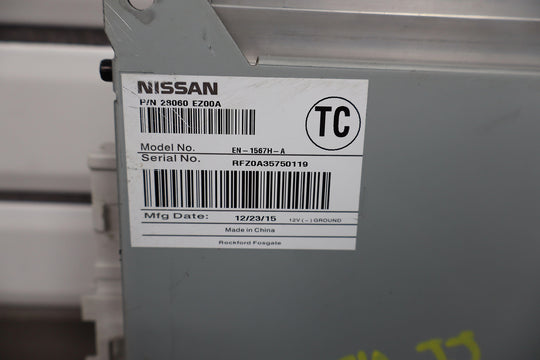 NISSAN
P/N 28060 EZ00A
TC
Model No. EN-1567H-A
Serial No. RFZ0A35750119
Mfg Date: 12/23/15 12V (-) GROUND
Made in China
Rockford Fosgate